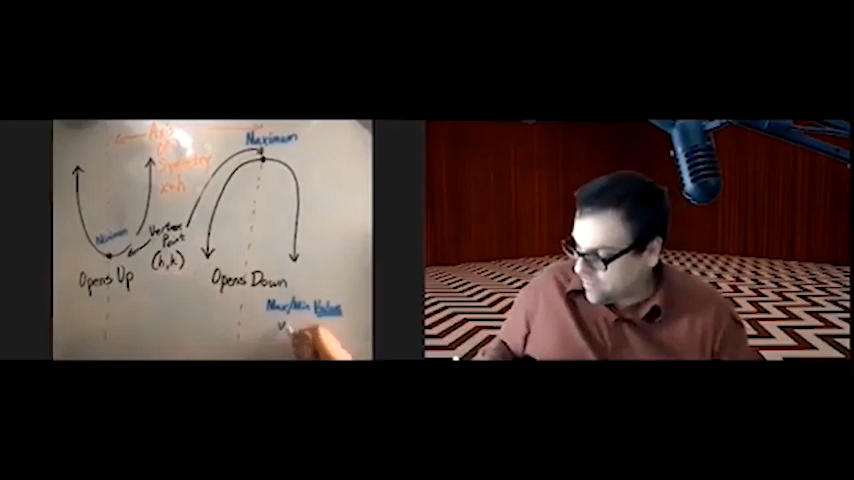 Axis
of
Symmetry
x=h
Maximum
Minimum
Vertex
Point
(h,k)
Opens Up
Opens Down
Max/Min Value